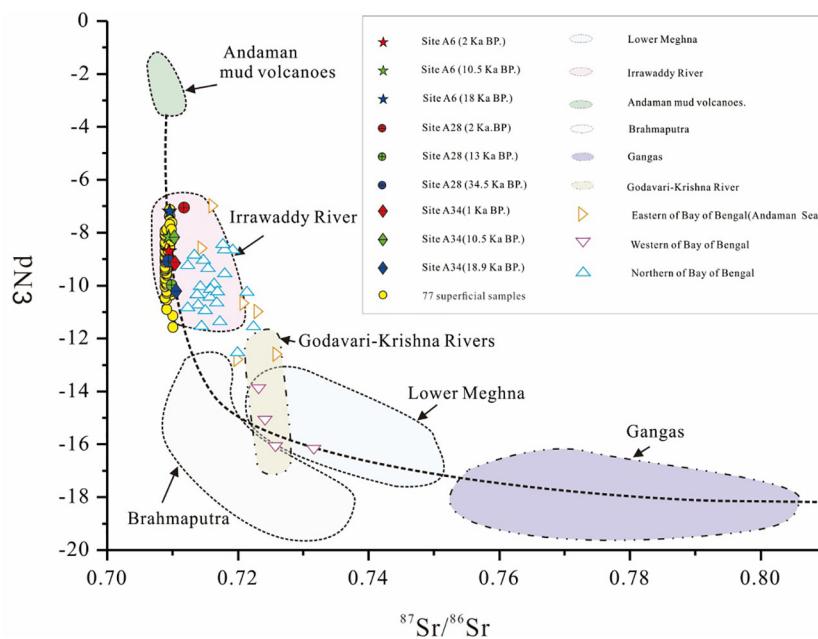 0
-2
-4
-6
-8
-10
-12
-14
-16
-18
-20
εNd
0.70
0.72
0.74
0.76
0.78
0.80
87Sr/86Sr
Andaman
mud volcanoes
Irrawaddy River
Godavari-Krishna Rivers
Lower Meghna
Gangas
Brahmaputra
Site A6 (2 Ka BP.)
Site A6 (10.5 Ka BP.)
Site A6 (18 Ka BP.)
Site A28 (2 Ka.BP)
Site A28 (13 Ka BP.)
Site A28 (34.5 Ka BP.)
Site A34(1 Ka BP.)
Site A34(10.5 Ka BP.)
Site A34(18.9 Ka BP.)
77 superficial samples
Lower Meghna
Irrawaddy River
Andaman mud volcanoes.
Brahmaputra
Gangas
Godavari-Krishna River
Eastern of Bay of Bengal(Andaman Sea
Western of Bay of Bengal
Northern of Bay of Bengal